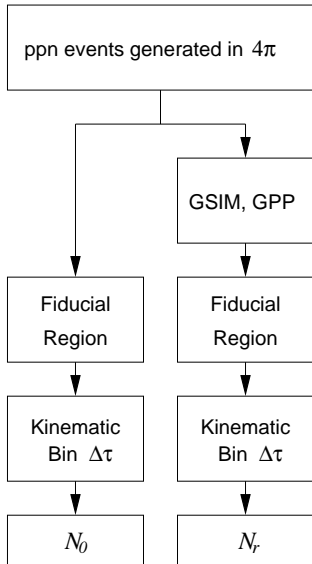 ppn events generated in 4π
GSIM, GPP
Fiducial
Region
Fiducial
Region
Kinematic
Bin Δτ
Kinematic
Bin Δτ
N₀
Nᵣ